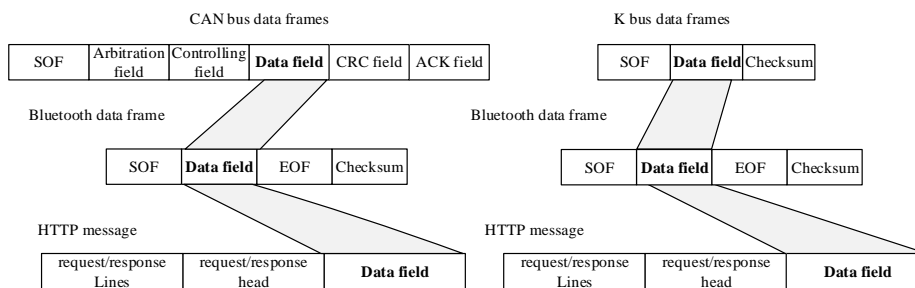 CAN bus data frames
SOF
Arbitration
field
Controlling
field
Data field
CRC field
ACK field
Bluetooth data frame
SOF
Data field
EOF
Checksum
HTTP message
request/response
Lines
request/response
head
Data field
K bus data frames
SOF
Data field
Checksum
Bluetooth data frame
SOF
Data field
EOF
Checksum
HTTP message
request/response
Lines
request/response
head
Data field